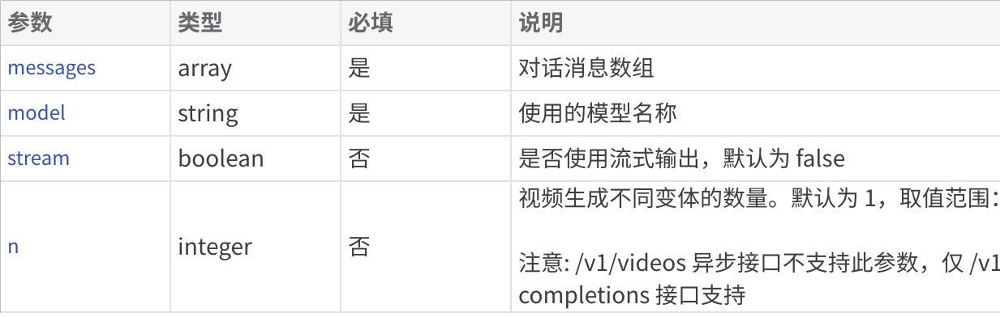 参数 类型 必填 说明
messages array 是 对话消息数组
model string 是 使用的模型名称
stream boolean 否 是否使用流式输出，默认为 false
n integer 否 视频生成不同变体的数量。默认为 1，取值范围：
注意: /v1/videos 异步接口不支持此参数，仅 /v1
completions 接口支持